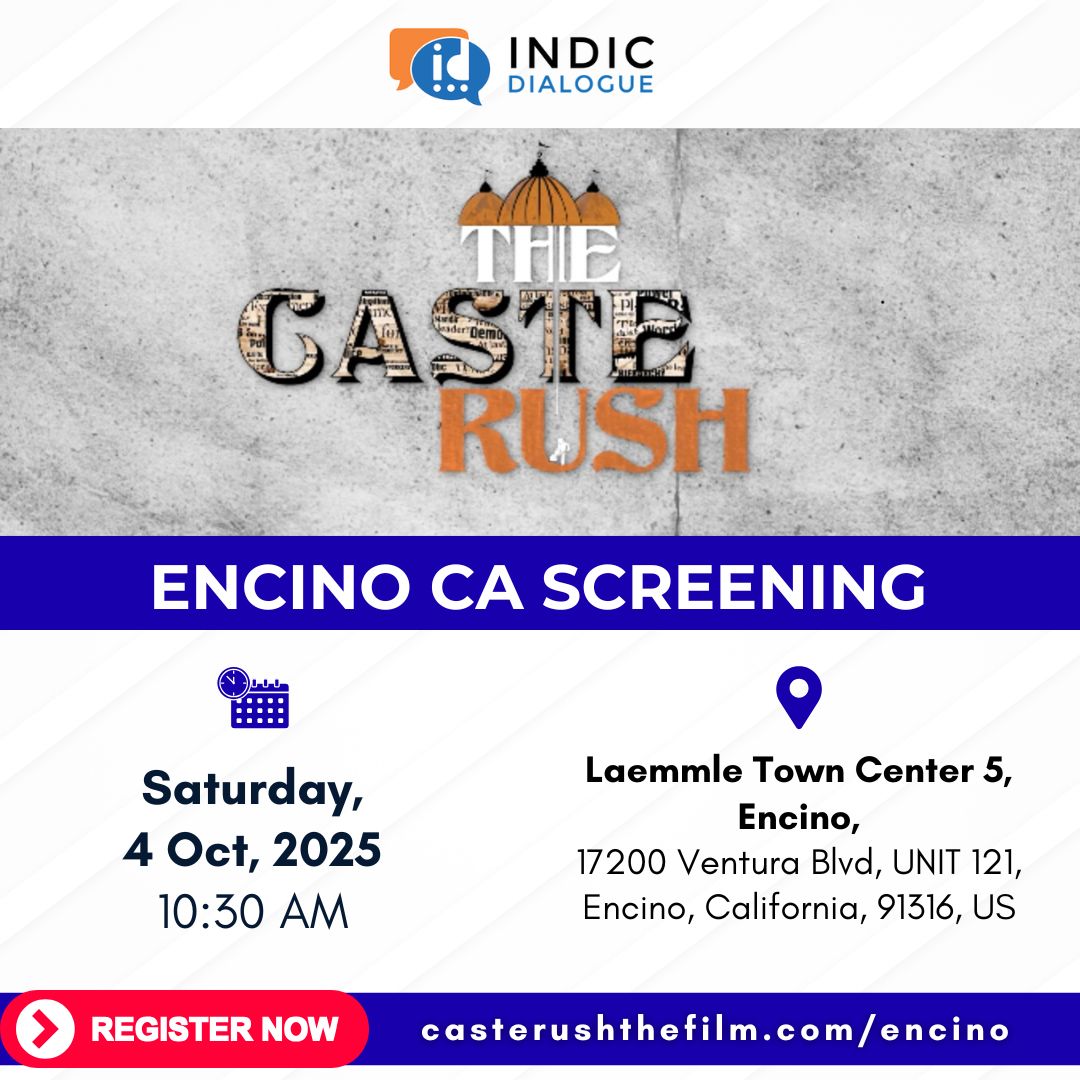 id
INDIC
DIALOGUE
THE
CASTE
RUSH
ENCINO CA SCREENING
Saturday,
4 Oct, 2025
10:30 AM
Laemmle Town Center 5,
Encino,
17200 Ventura Blvd, UNIT 121,
Encino, California, 91316, US
REGISTER NOW
casterushthefilm.com/encino